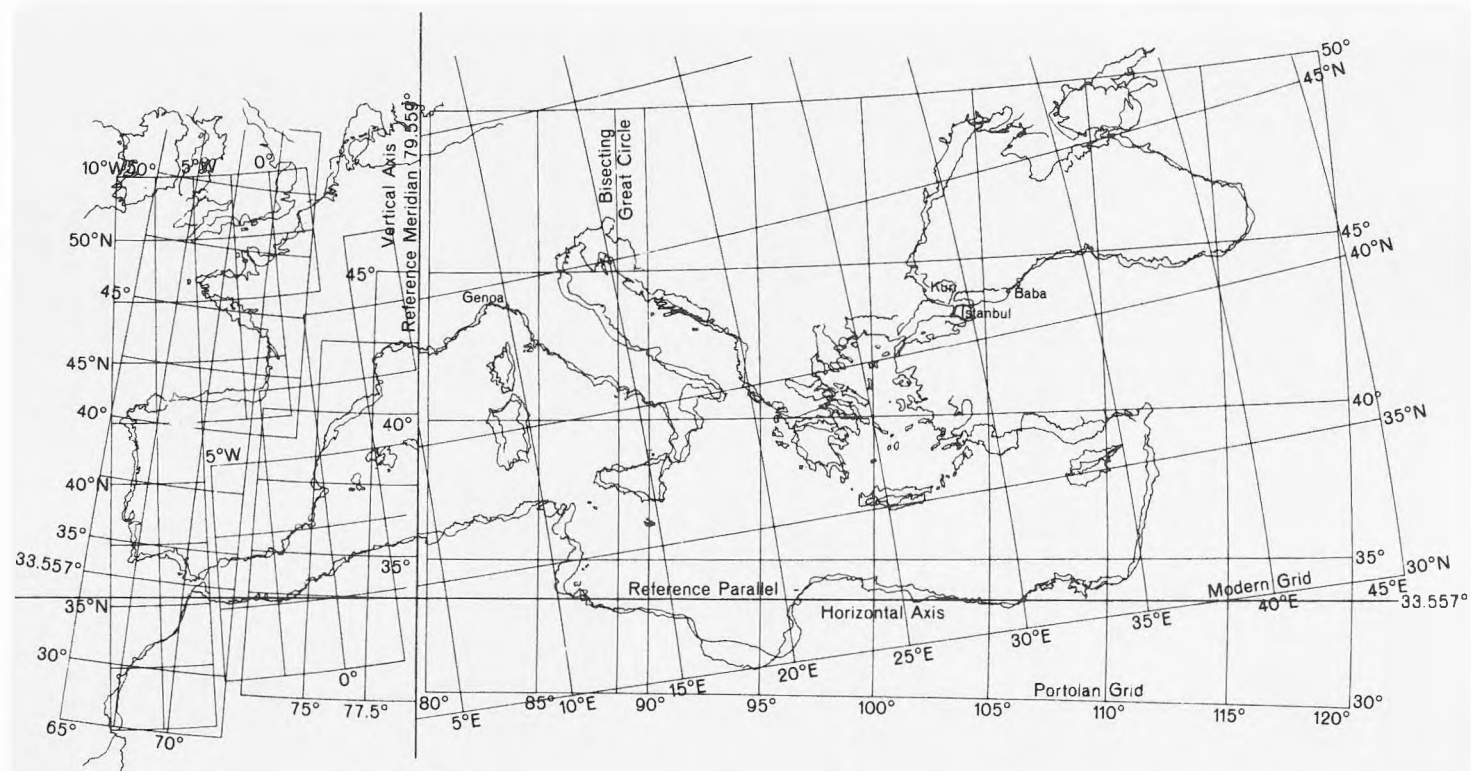 50°
45°N
Vertical Axis
Reference Meridian 79.559°
Bisecting
Great Circle
10°W
50°
5°W
0°
50°N
45°
45°
45°
40°N
Genoa
Kuri
Baba
Istanbul
45°N
40°
40°
40°
35°N
5°W
40°N
35°
35°
35°
30°N
33.557°
Reference Parallel
Modern Grid
45°E
40°E
33.557°
35°N
Horizontal Axis
35°E
30°E
25°E
30°
20°E
0°
15°E
Portolan Grid
65°
70°
75°
77.5°
80°
5°E
85°
10°E
90°
95°
100°
105°
110°
115°
120°
30°